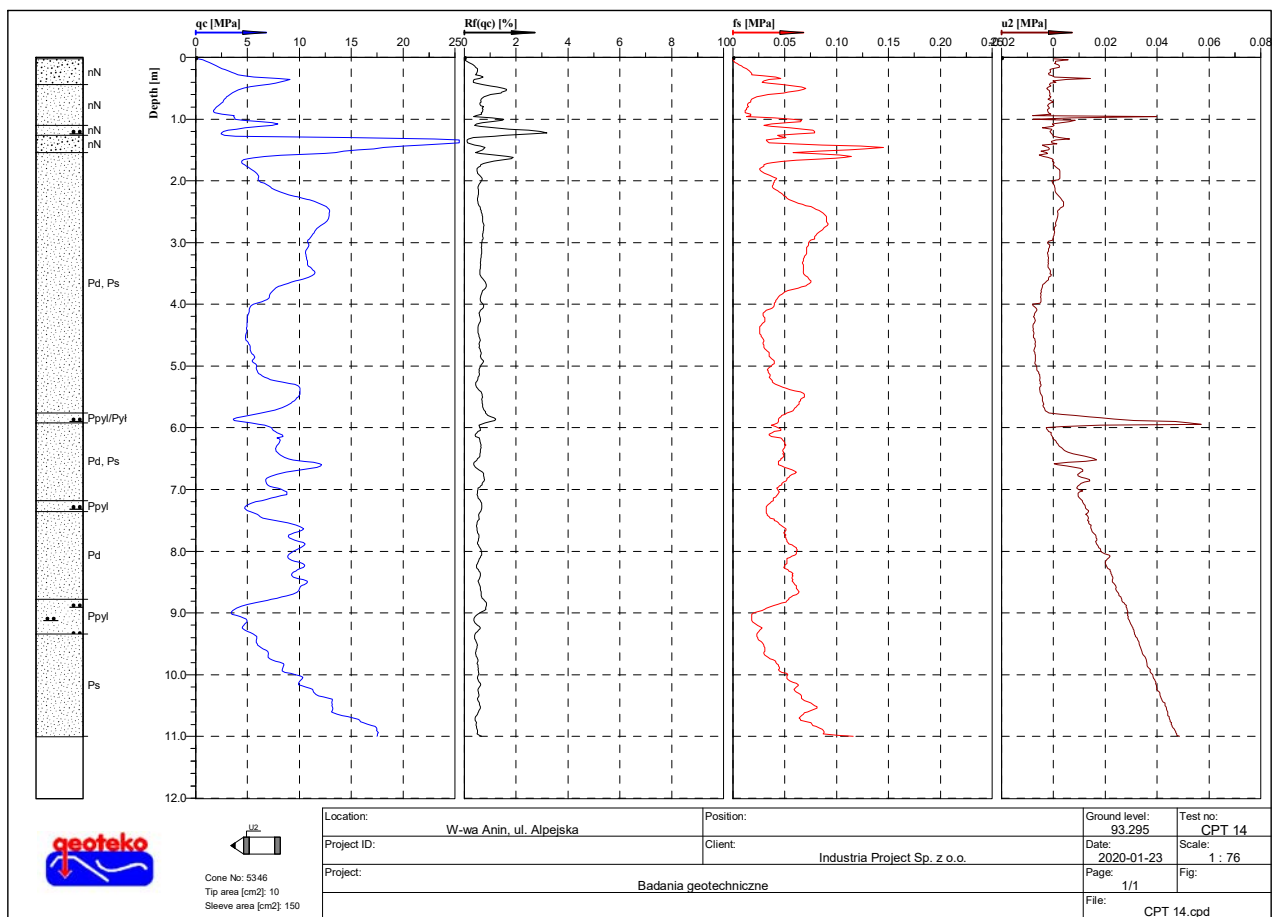 qc [MPa] Rf(qc) [%] fs [MPa] u2 [MPa]
0 5 10 15 20 25 0 2 4 6 8 10 0 0.05 0.10 0.15 0.20 0.25 -0.02 0 0.02 0.04 0.06 0.08
Depth [m]
0
1.0
2.0
3.0
4.0
5.0
6.0
7.0
8.0
9.0
10.0
11.0
12.0
nN
nN
nN
nN
Pd, Ps
Ppyl/Pył
Pd, Ps
Ppyl
Pd
Ppyl
Ps
geoteko
U2
Cone No: 5346
Tip area [cm2]: 10
Sleeve area [cm2]: 150
Location:
W-wa Anin, ul. Alpejska
Position:
Ground level:
93.295
Test no:
CPT 14
Project ID:
Client:
Industria Project Sp. z o.o.
Date:
2020-01-23
Scale:
1 : 76
Project:
Badania geotechniczne
Page:
1/1
Fig:
File:
CPT 14.cpd